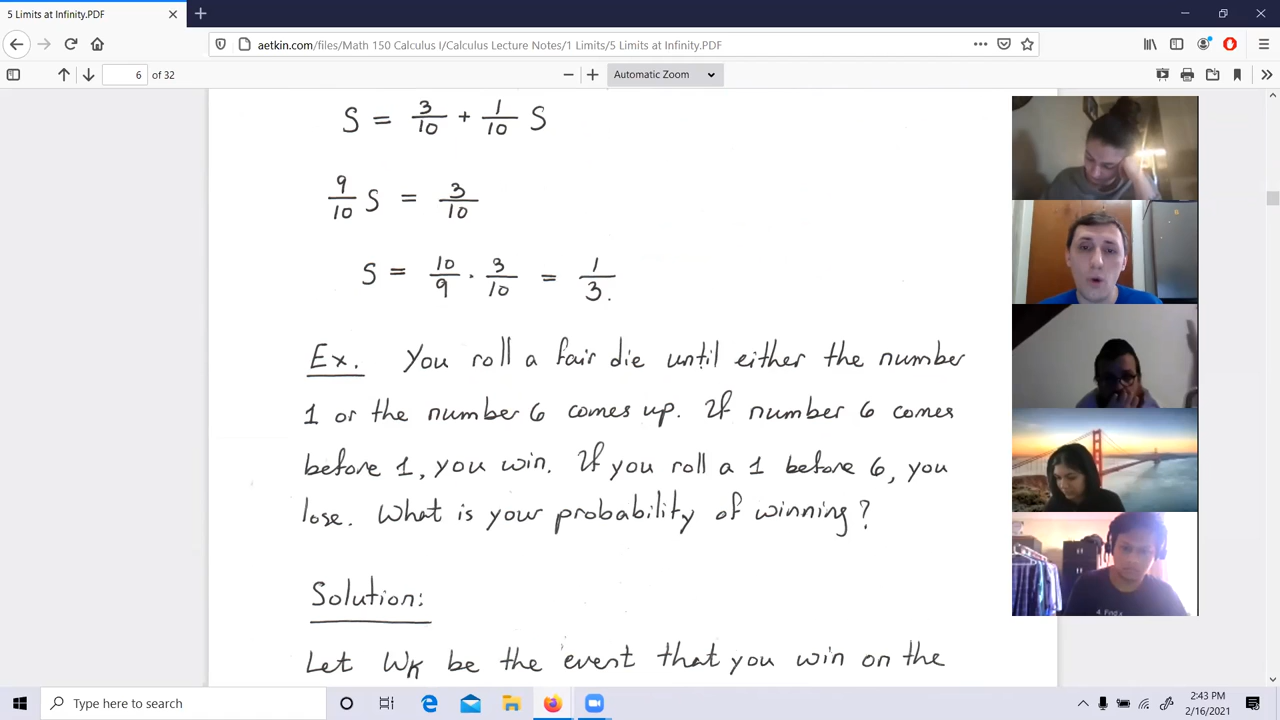 5 Limits at Infinity.PDF
aetkin.com/files/Math 150 Calculus I/Calculus Lecture Notes/1 Limits/5 Limits at Infinity.PDF
6 of 32
Automatic Zoom
S = 3/10 + 1/10 S
9/10 S = 3/10
S = 10/9 · 3/10 = 1/3.
Ex. You roll a fair die until either the number
1 or the number 6 comes up. If number 6 comes
before 1, you win. If you roll a 1 before 6, you
lose. What is your probability of winning?
Solution:
Let WK be the event that you win on the
4. Find x
Type here to search
2:43 PM
2/16/2021